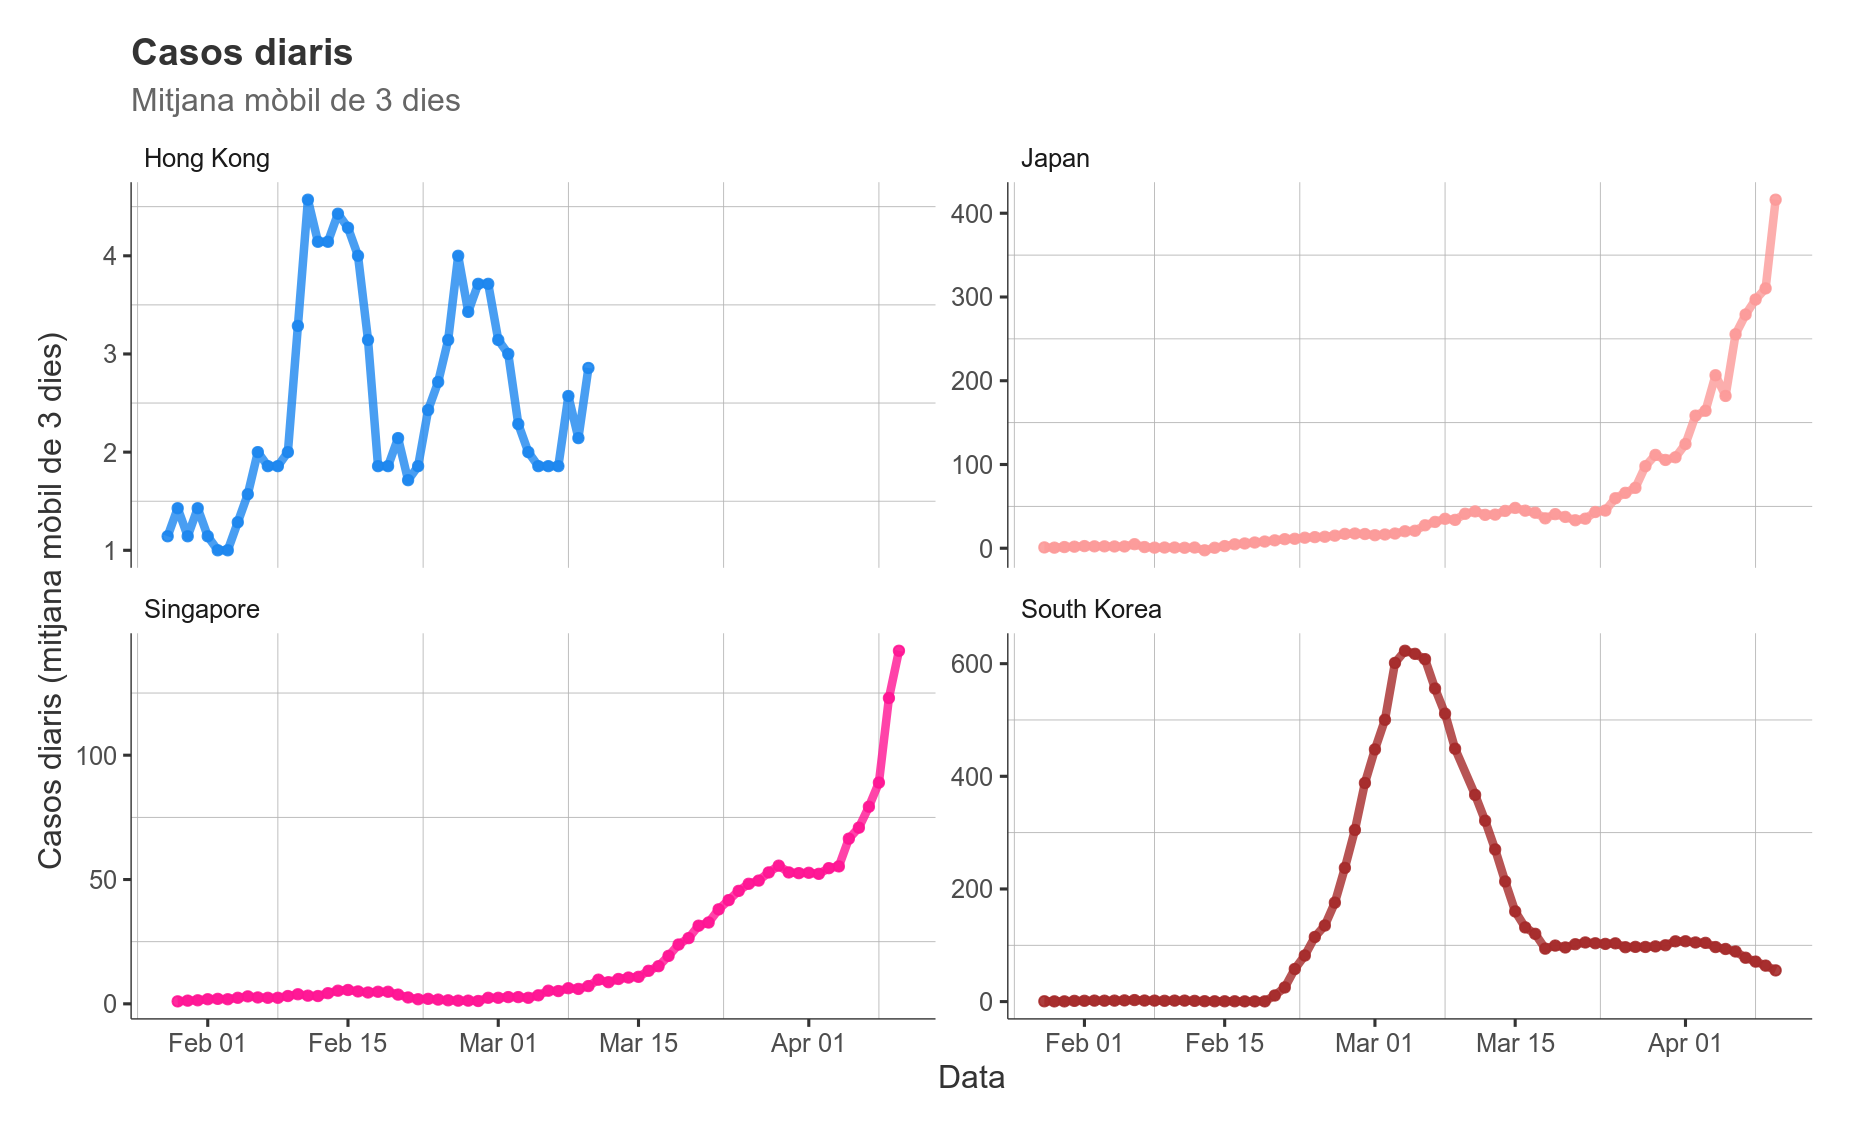 Casos diaris
Mitjana mòbil de 3 dies
Casos diaris (mitjana mòbil de 3 dies)
Hong Kong
4
3
2
1
Japan
400
300
200
100
0
Singapore
100
50
0
Feb 01
Feb 15
Mar 01
Mar 15
Apr 01
South Korea
600
400
200
0
Feb 01
Feb 15
Mar 01
Mar 15
Apr 01
Data